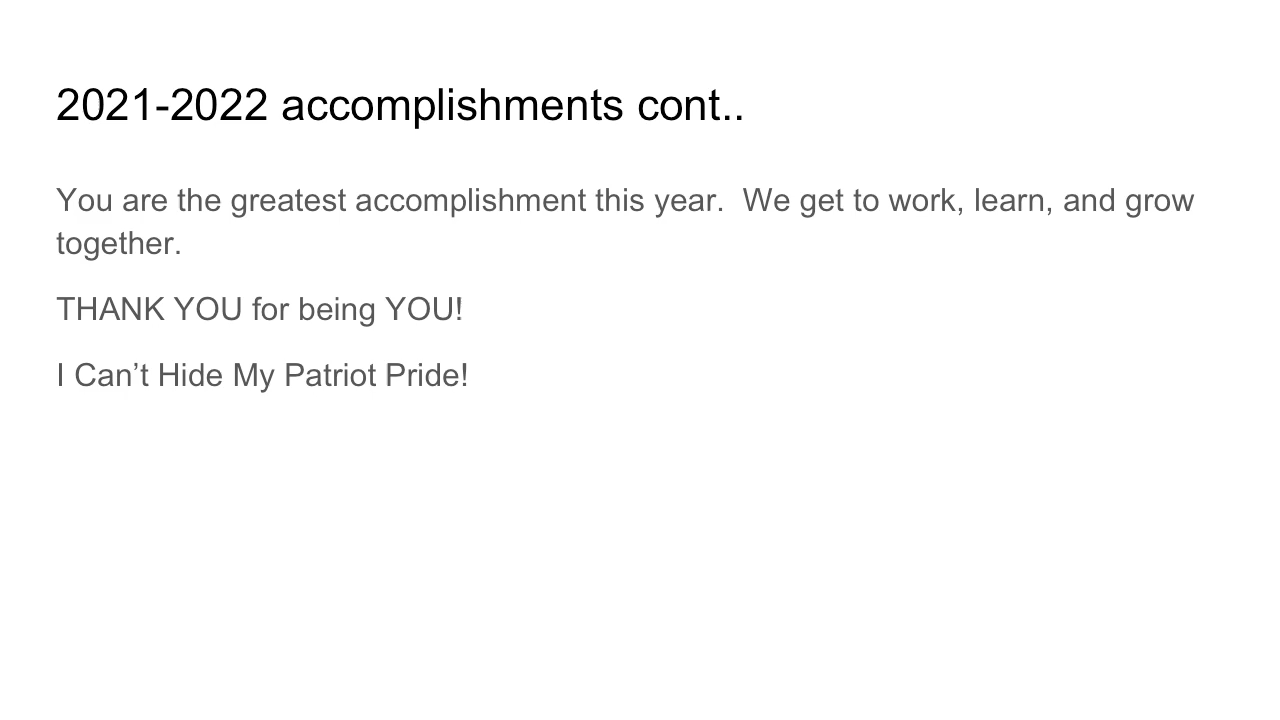 2021-2022 accomplishments cont..
You are the greatest accomplishment this year.  We get to work, learn, and grow
together.
THANK YOU for being YOU!
I Can’t Hide My Patriot Pride!